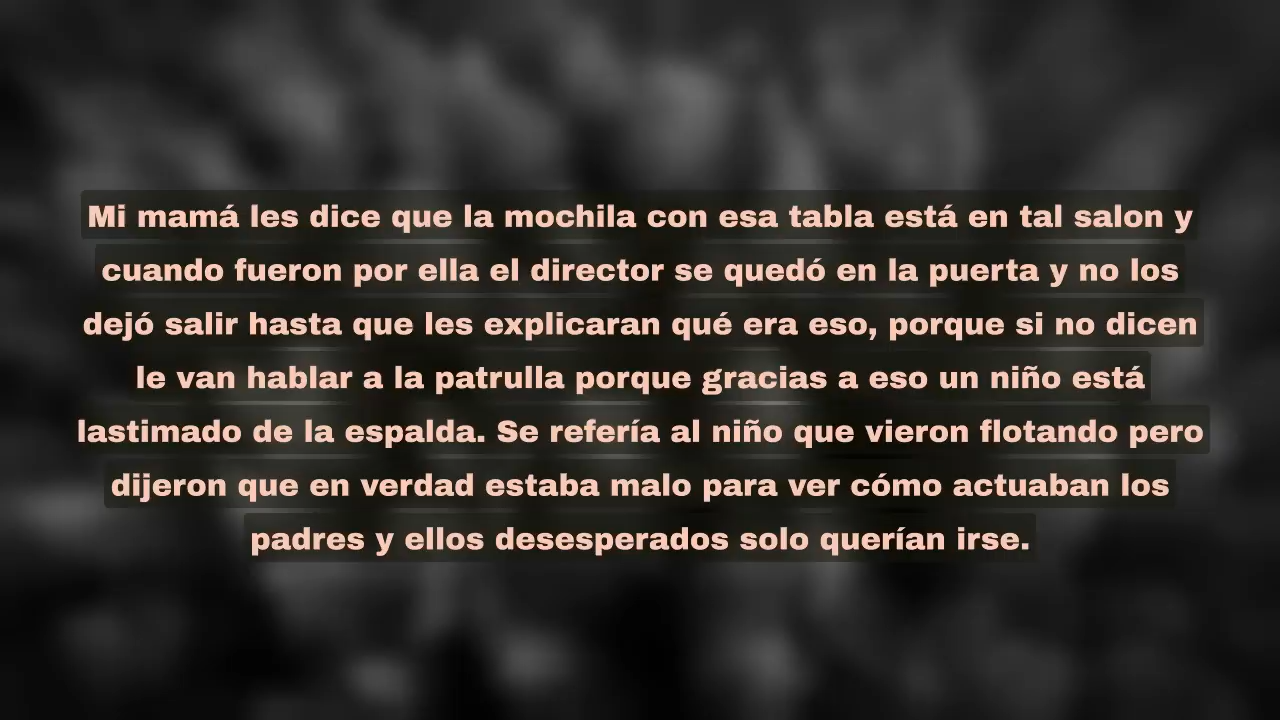 Mi mamá les dice que la mochila con esa tabla está en tal salon y
cuando fueron por ella el director se quedó en la puerta y no los
dejó salir hasta que les explicaran qué era eso, porque si no dicen
le van hablar a la patrulla porque gracias a eso un niño está
lastimado de la espalda. Se refería al niño que vieron flotando pero
dijeron que en verdad estaba malo para ver cómo actuaban los
padres y ellos desesperados solo querían irse.